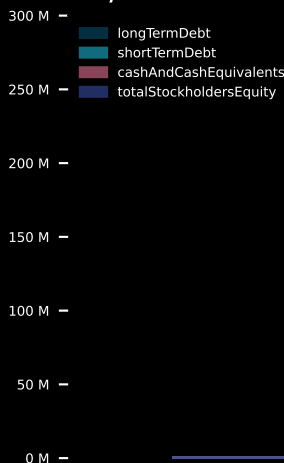 300 M
longTermDebt
shortTermDebt
cashAndCashEquivalents
250 M
totalStockholdersEquity
200 M
150 M
100 M
50 M
0 M